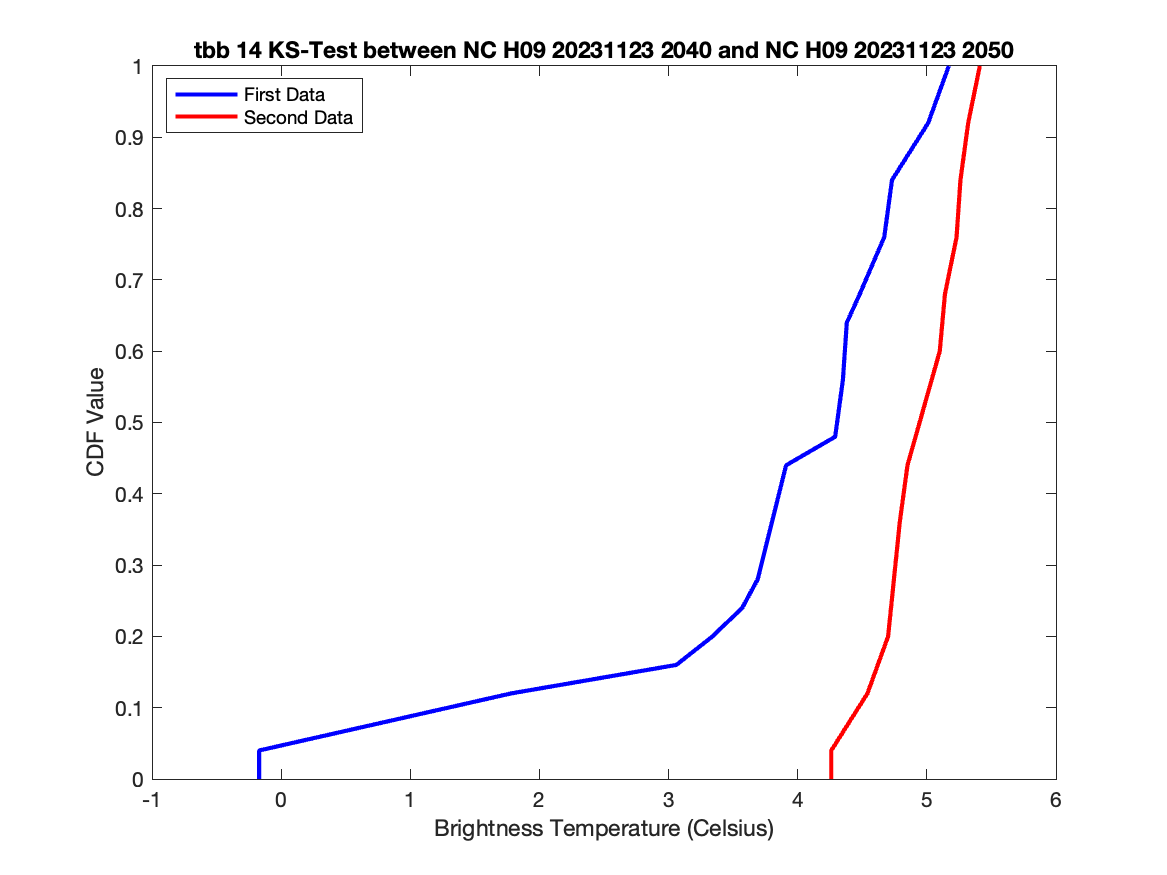 tbb 14 KS-Test between NC H09 20231123 2040 and NC H09 20231123 2050
First Data
Second Data
1
0.9
0.8
0.7
0.6
0.5
0.4
0.3
0.2
0.1
0
CDF Value
-1 0 1 2 3 4 5 6
Brightness Temperature (Celsius)